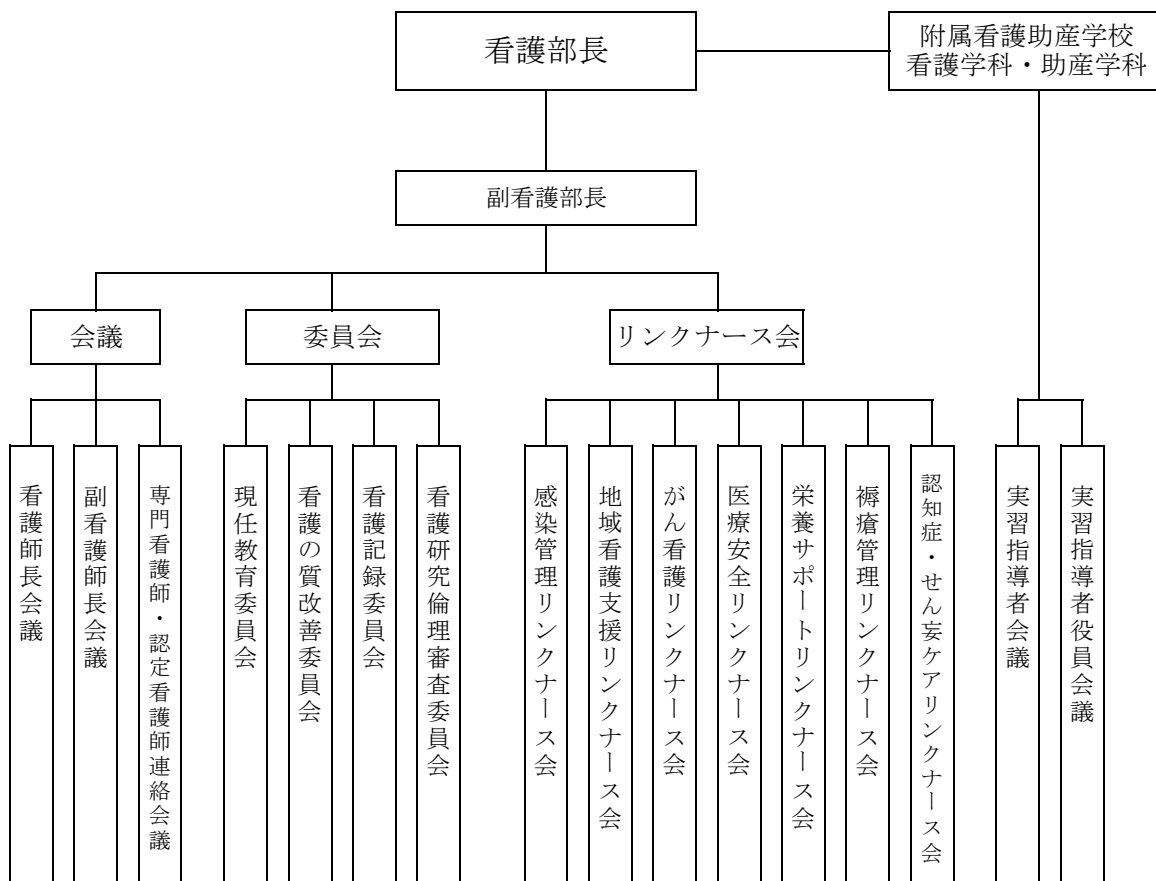 看護部長
附属看護助産学校
看護学科・助産学科
副看護部長
会議
委員会
リンクナース会
看護師長会議
副看護師長会議
専門看護師・認定看護師連絡会議
現任教育委員会
看護の質改善委員会
看護記録委員会
看護研究倫理審査委員会
感染管理リンクナース会
地域看護支援リンクナース会
がん看護リンクナース会
医療安全リンクナース会
栄養サポートリンクナース会
褥瘡管理リンクナース会
認知症・せん妄ケアリンクナース会
実習指導者会議
実習指導者役員会議